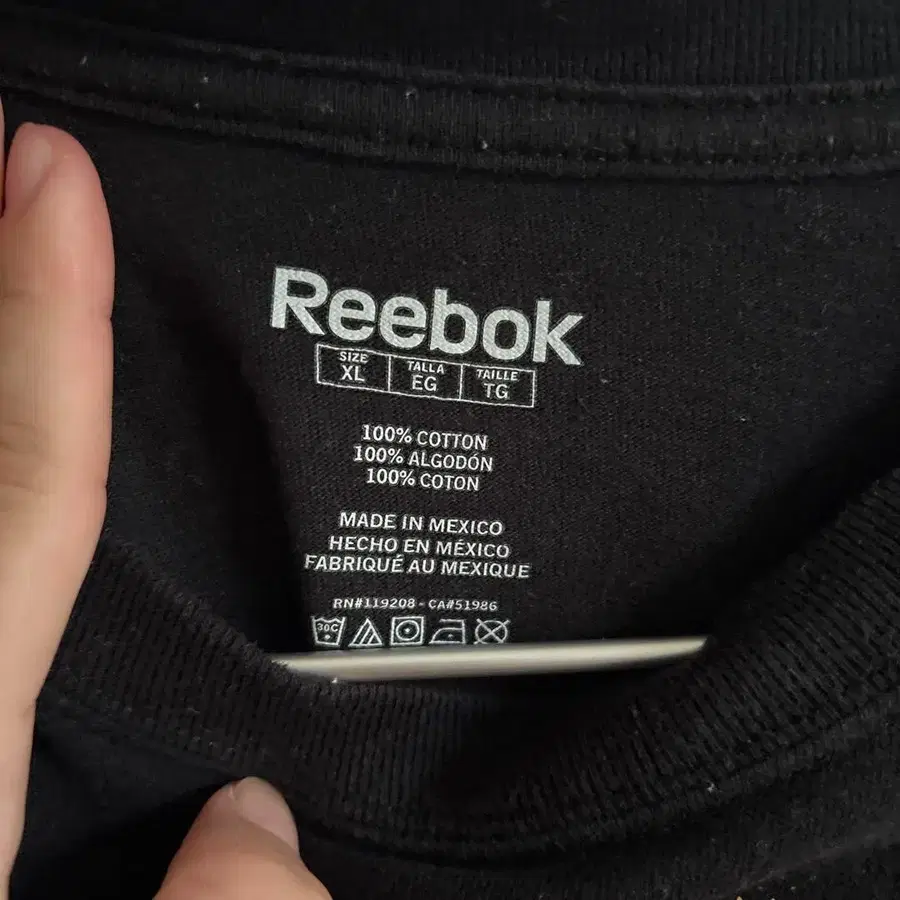 Reebok
SIZE TALLA TAILLE
XL EG TG
100% COTTON
100% ALGODÓN
100% COTON
MADE IN MEXICO
HECHO EN MÉXICO
FABRIQUÉ AU MEXIQUE
RN#119208 - CA#51986
30C